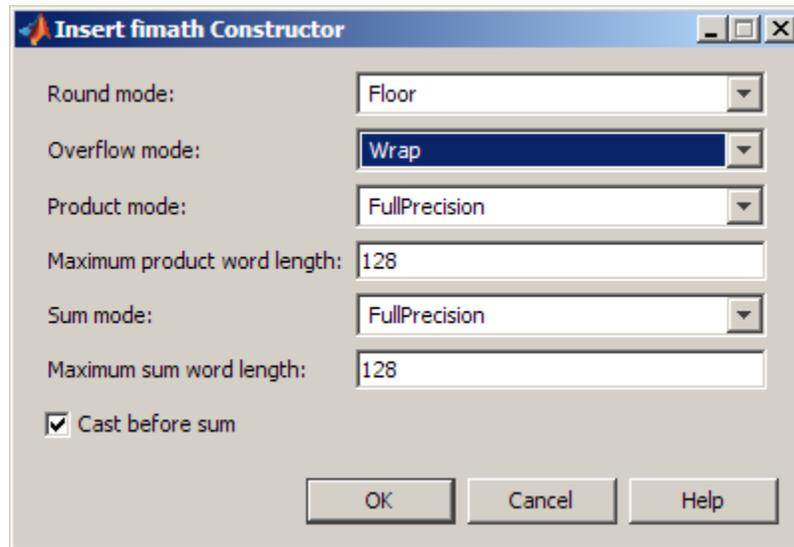 Insert fimath Constructor
Round mode: Floor
Overflow mode: Wrap
Product mode: FullPrecision
Maximum product word length: 128
Sum mode: FullPrecision
Maximum sum word length: 128
Cast before sum
OK Cancel Help